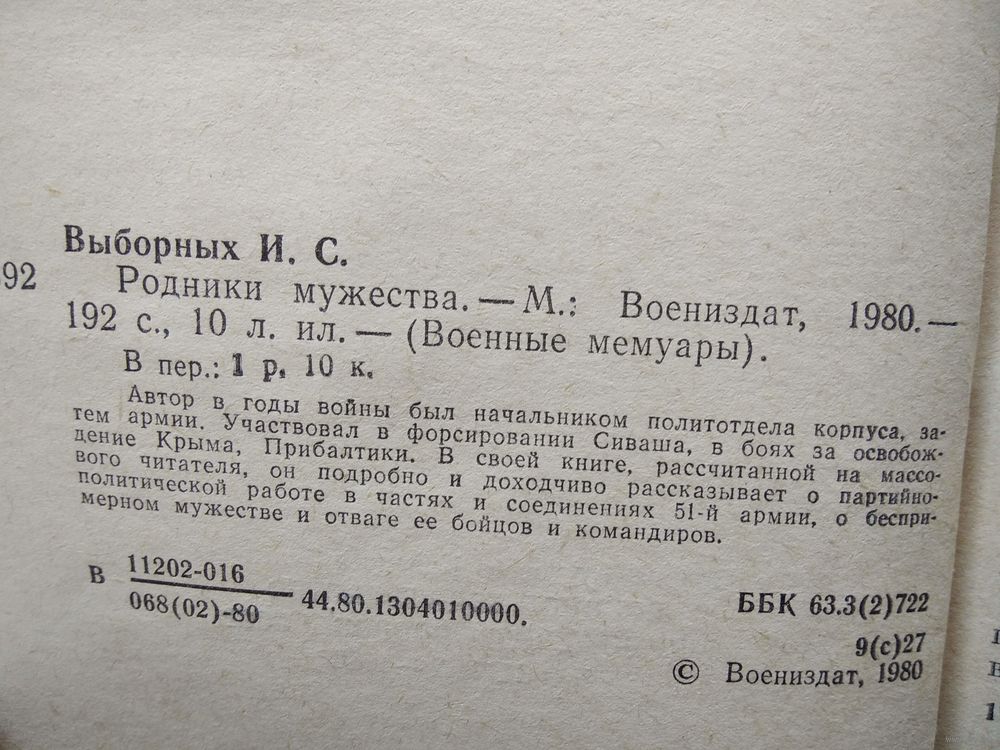 Выборных И. С.
92 Родники мужества. — М.: Воениздат, 1980. —
192 с., 10 л. ил. — (Военные мемуары).
В пер.: 1 р. 10 к.
Автор в годы войны был начальником политотдела корпуса, за-
тем армии. Участвовал в форсировании Сиваша, в боях за освобож-
дение Крыма, Прибалтики. В своей книге, рассчитанной на массо-
вого читателя, он подробно и доходчиво рассказывает о партийно-
политической работе в частях и соединениях 51-й армии, о беспри-
мерном мужестве и отваге ее бойцов и командиров.
В 11202-016
068(02)-80 44.80.1304010000.
ББК 63.3(2)722
9(с)27
© Воениздат, 1980